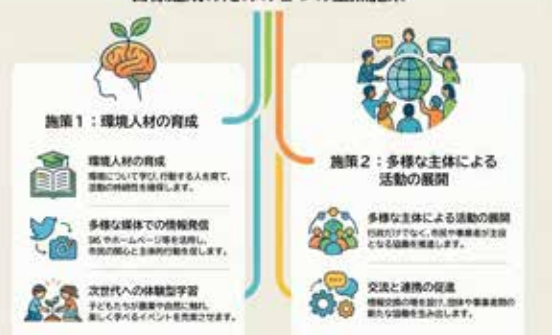 施策1：環境人材の育成
環境人材の育成
環境について学び、行動する人を育て、
活動の持続性を確保します。
多様な媒体での情報発信
SNSやホームページ等を活用し、
市民の関心と主体的行動を促します。
次世代への体験型学習
子どもたちが農業や自然に触れ、
楽しく学べるイベントを充実させます。
施策2：多様な主体による
活動の展開
多様な主体による活動の展開
行政だけでなく、市民や事業者が主役
となる協働を推進します。
交流と連携の促進
情報交換の場を設け、団体や事業者間の
新たな協働を生み出します。